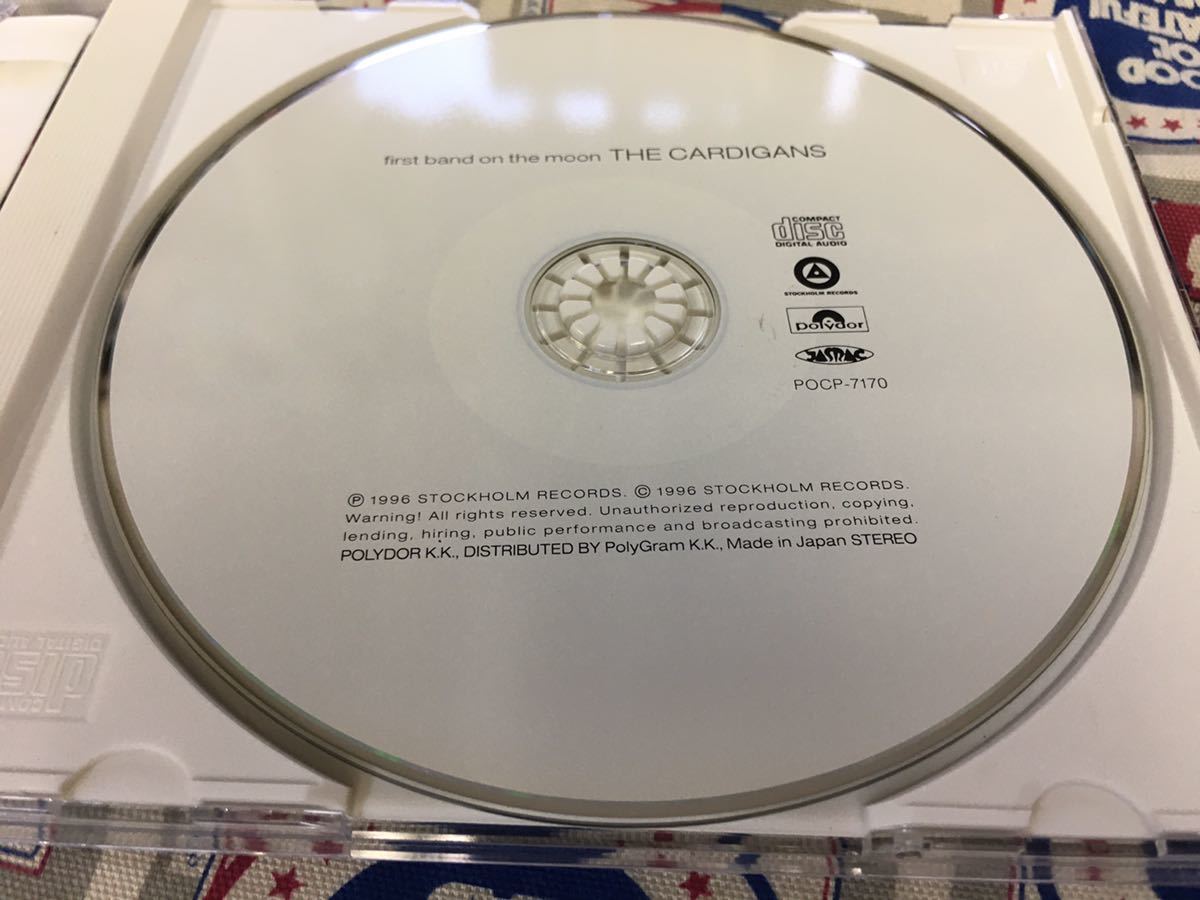 first band on the moon THE CARDIGANS
COMPACT
disc
DIGITAL AUDIO
STOCKHOLM RECORDS
polydor
JASRAC
POCP-7170
Ⓟ 1996 STOCKHOLM RECORDS. © 1996 STOCKHOLM RECORDS.
Warning! All rights reserved. Unauthorized reproduction, copying,
lending, hiring, public performance and broadcasting prohibited.
POLYDOR K.K., DISTRIBUTED BY PolyGram K.K., Made in Japan STEREO